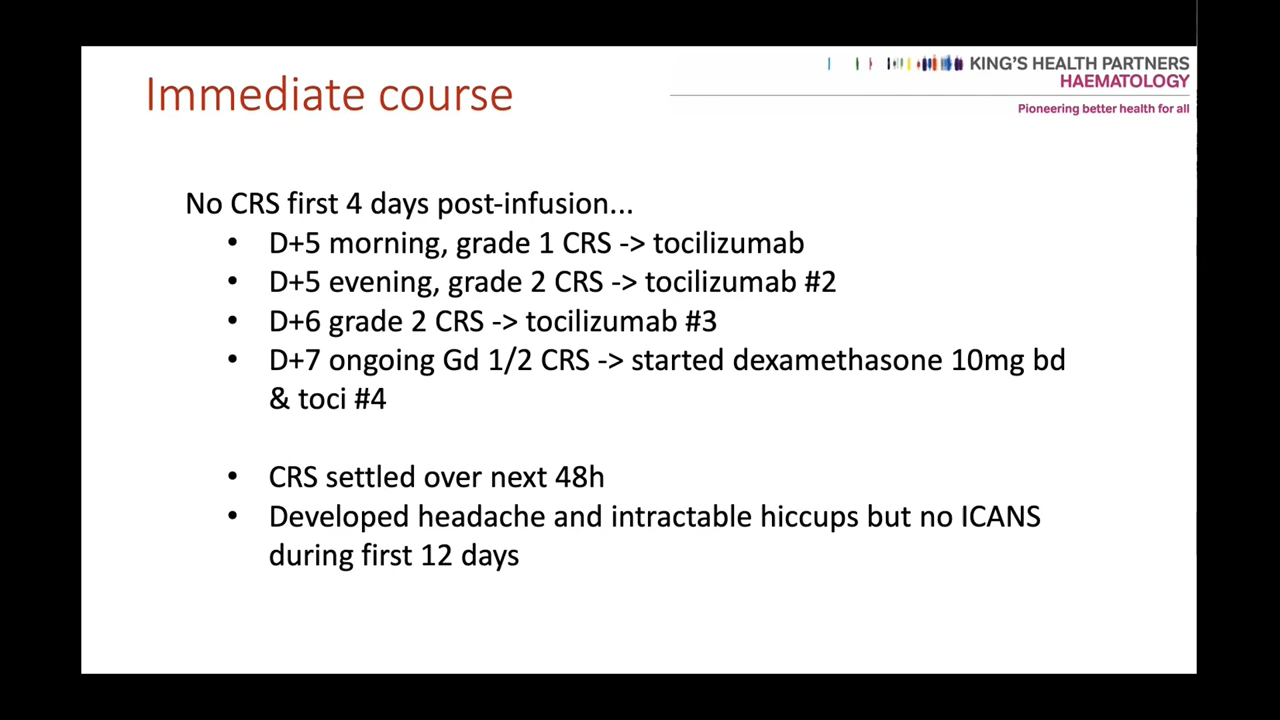 KING'S HEALTH PARTNERS
HAEMATOLOGY
Pioneering better health for all
Immediate course
No CRS first 4 days post-infusion...
• D+5 morning, grade 1 CRS -> tocilizumab
• D+5 evening, grade 2 CRS -> tocilizumab #2
• D+6 grade 2 CRS -> tocilizumab #3
• D+7 ongoing Gd 1/2 CRS -> started dexamethasone 10mg bd
& toci #4
• CRS settled over next 48h
• Developed headache and intractable hiccups but no ICANS
during first 12 days